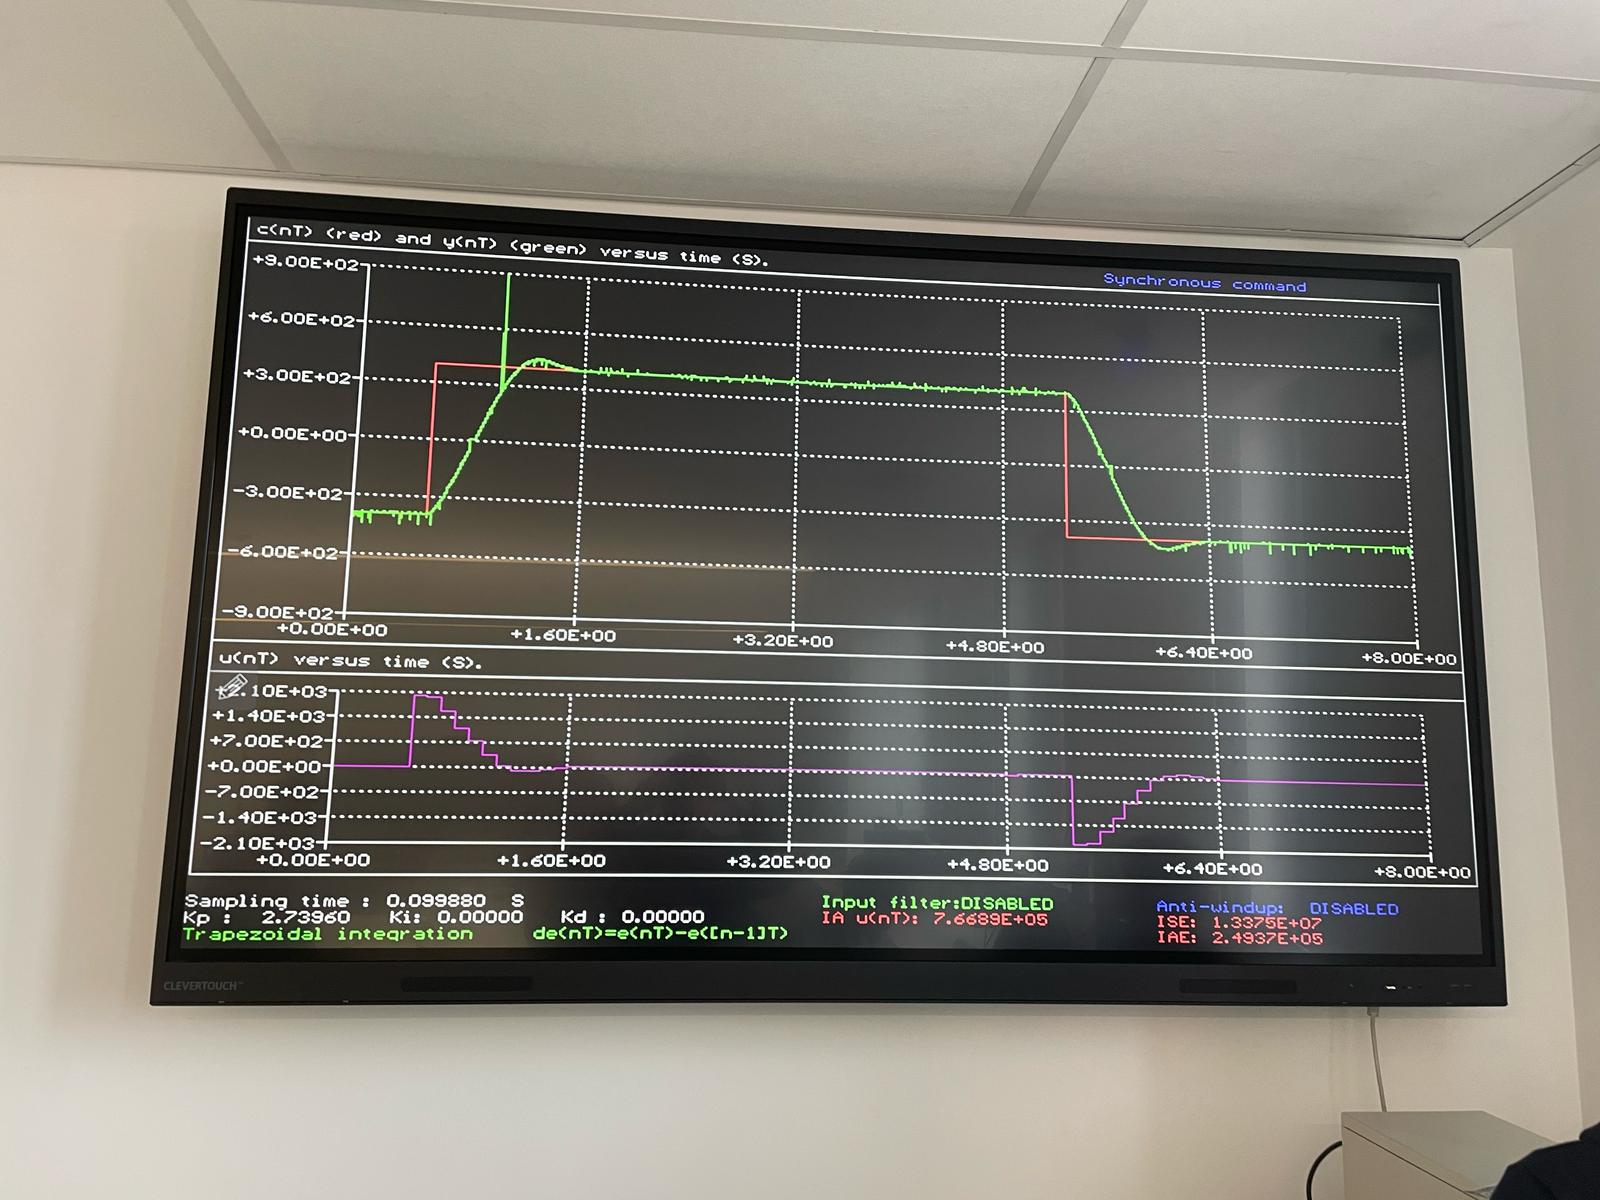 c(nT) (red) and y(nT) (green) versus time (S).
Synchronous command
+9.00E+02
+6.00E+02
+3.00E+02
+0.00E+00
-3.00E+02
-6.00E+02
-9.00E+02
+0.00E+00 +1.60E+00 +3.20E+00 +4.80E+00 +6.40E+00 +8.00E+00
u(nT) versus time (S).
+2.10E+03
+1.40E+03
+7.00E+02
+0.00E+00
-7.00E+02
-1.40E+03
-2.10E+03
+0.00E+00 +1.60E+00 +3.20E+00 +4.80E+00 +6.40E+00 +8.00E+00
Sampling time : 0.099880 S Input filter:DISABLED Anti-windup: DISABLED
Kp : 2.73960 Ki: 0.00000 Kd : 0.00000 IA u(nT): 7.6689E+05 ISE: 1.3375E+07
Trapezoidal integration de(nT)=e(nT)-e([n-1]T) IAE: 2.4937E+05
CLEVERTOUCH™